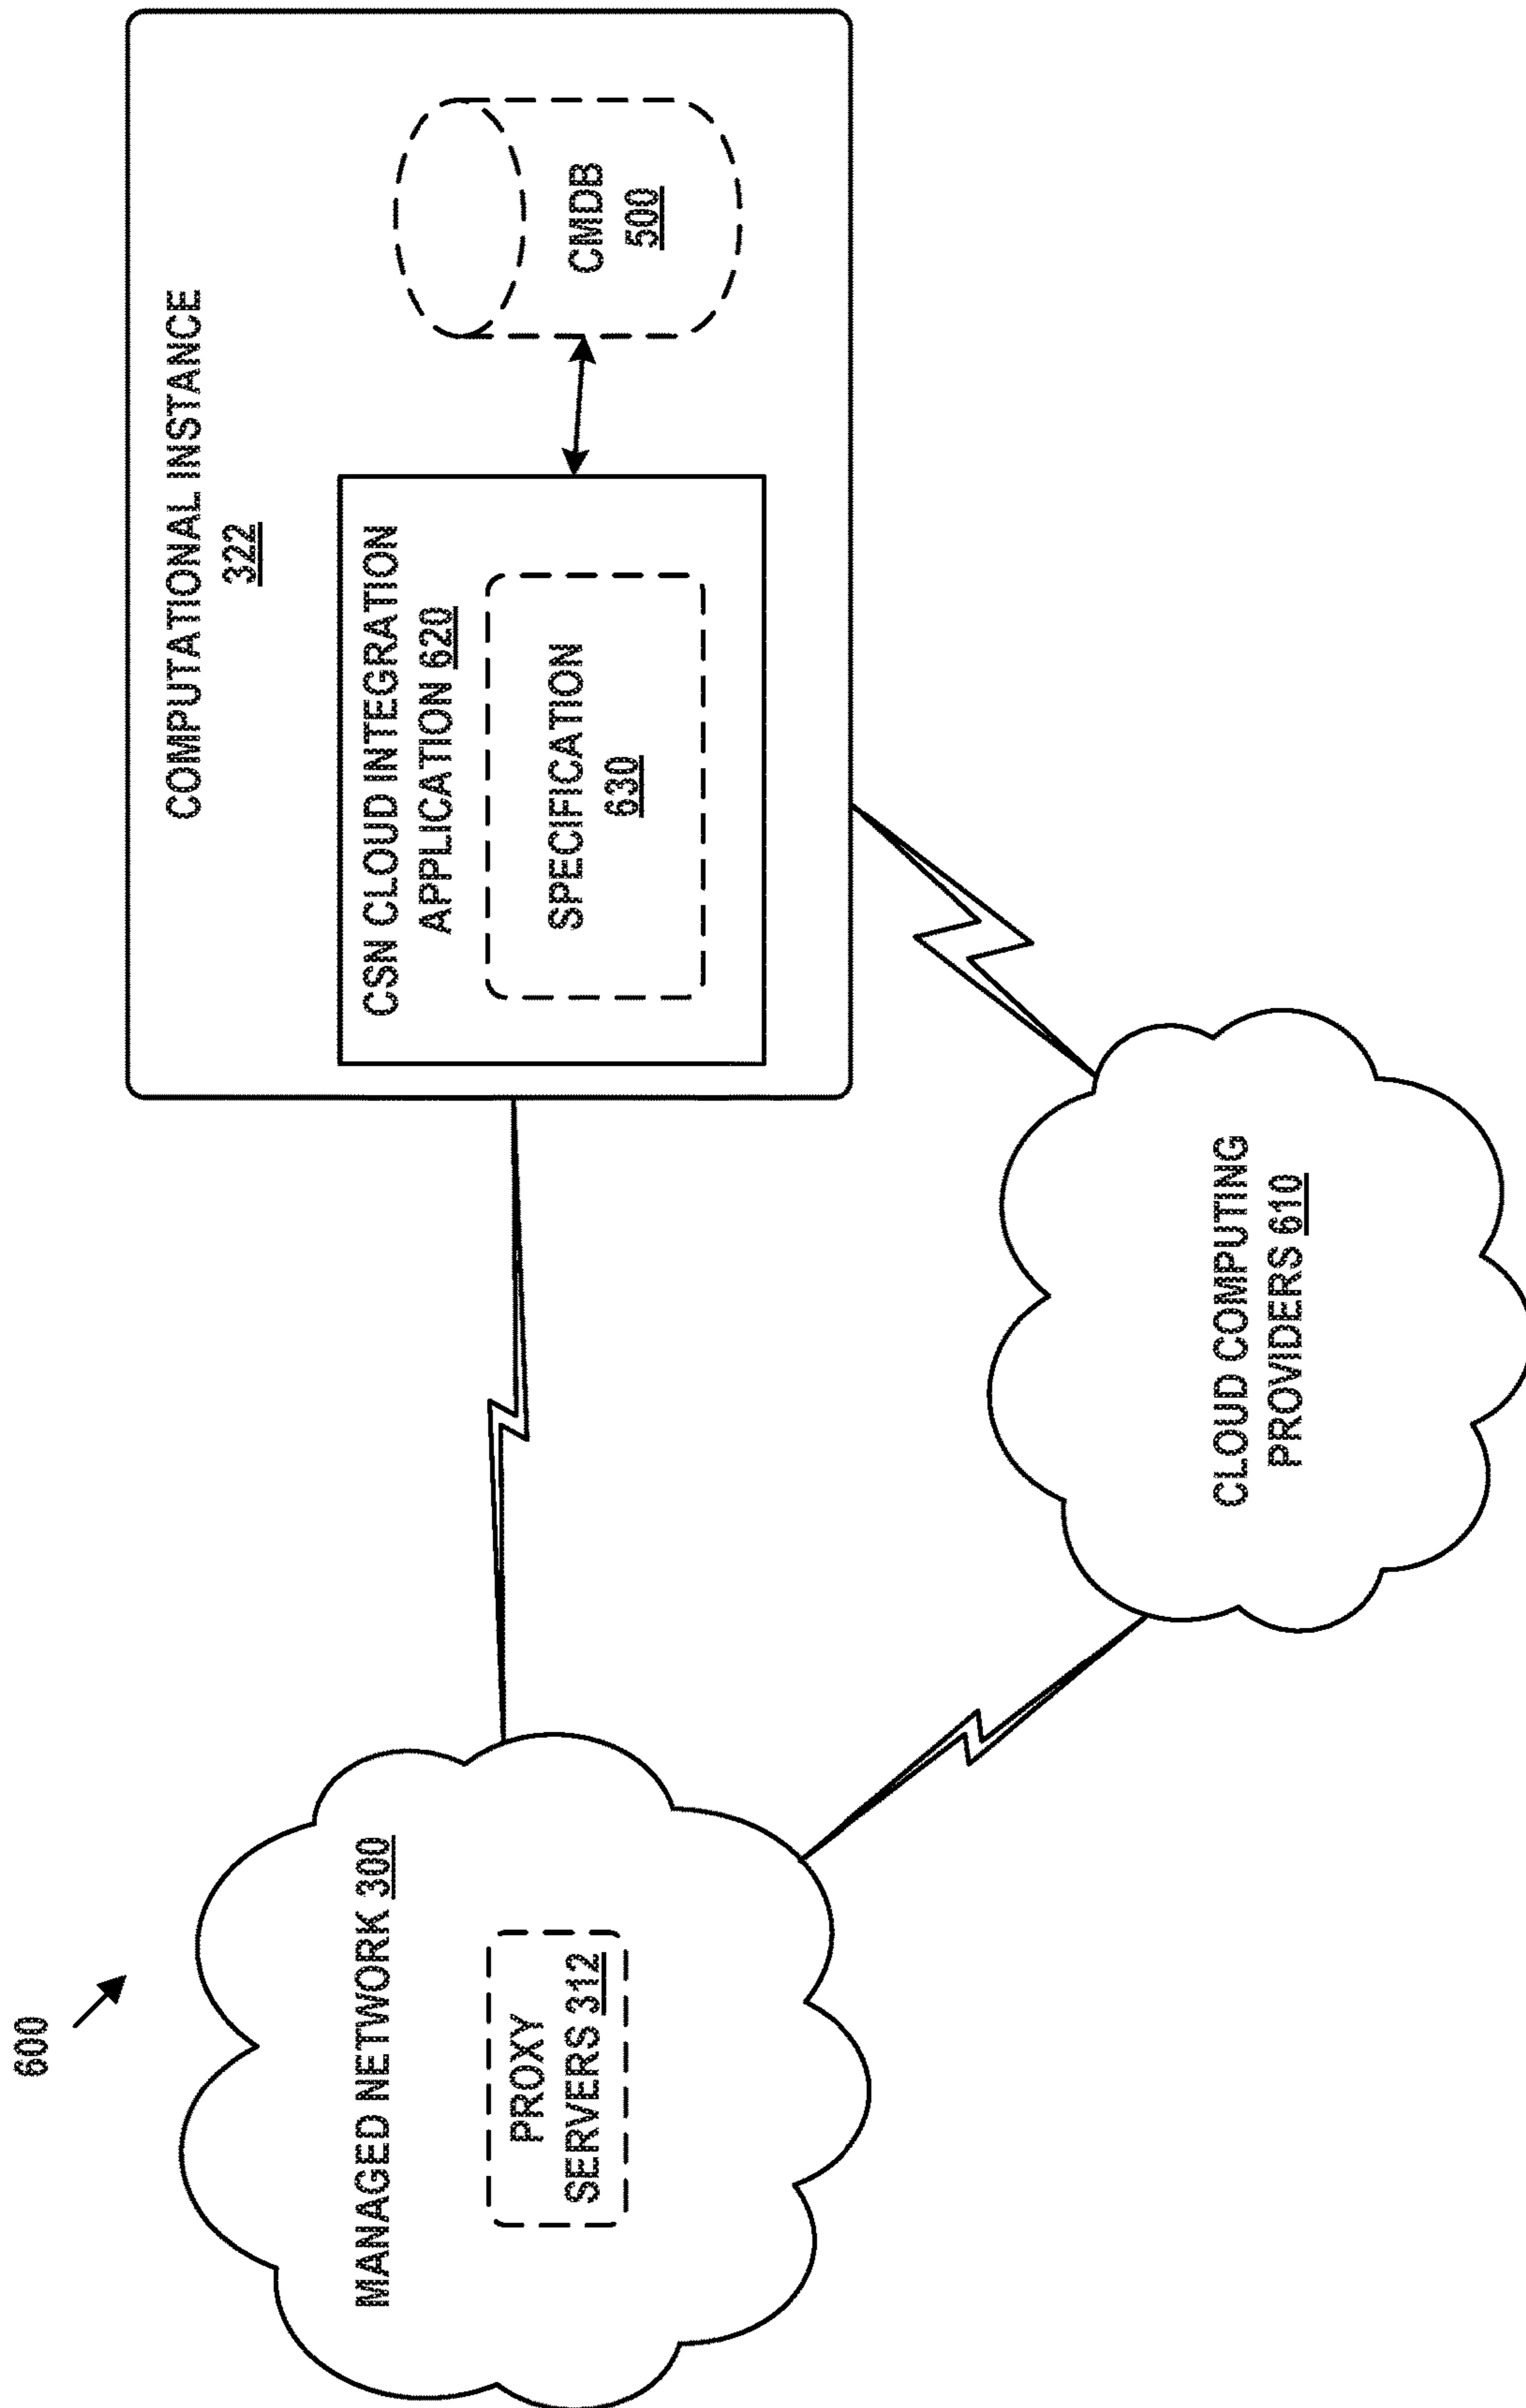 600
MANAGED NETWORK 300
PROXY
SERVERS 312
COMPUTATIONAL INSTANCE
322
CSN CLOUD INTEGRATION
APPLICATION 620
SPECIFICATION
630
CMDB
500
CLOUD COMPUTING
PROVIDERS 610